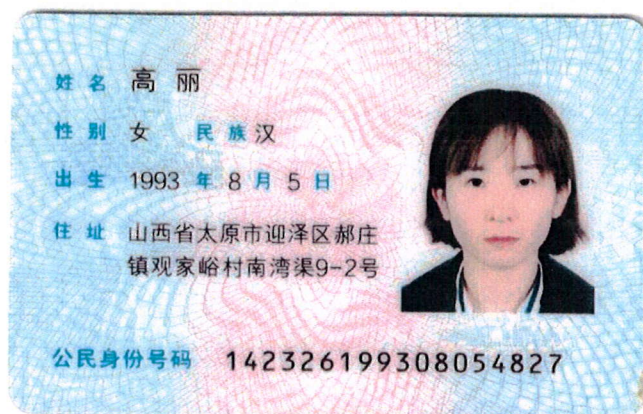 姓名 高丽
性别 女 民族 汉
出生 1993 年 8 月 5 日
住址 山西省太原市迎泽区郝庄
镇观家峪村南湾渠9-2号
公民身份号码 142326199308054827